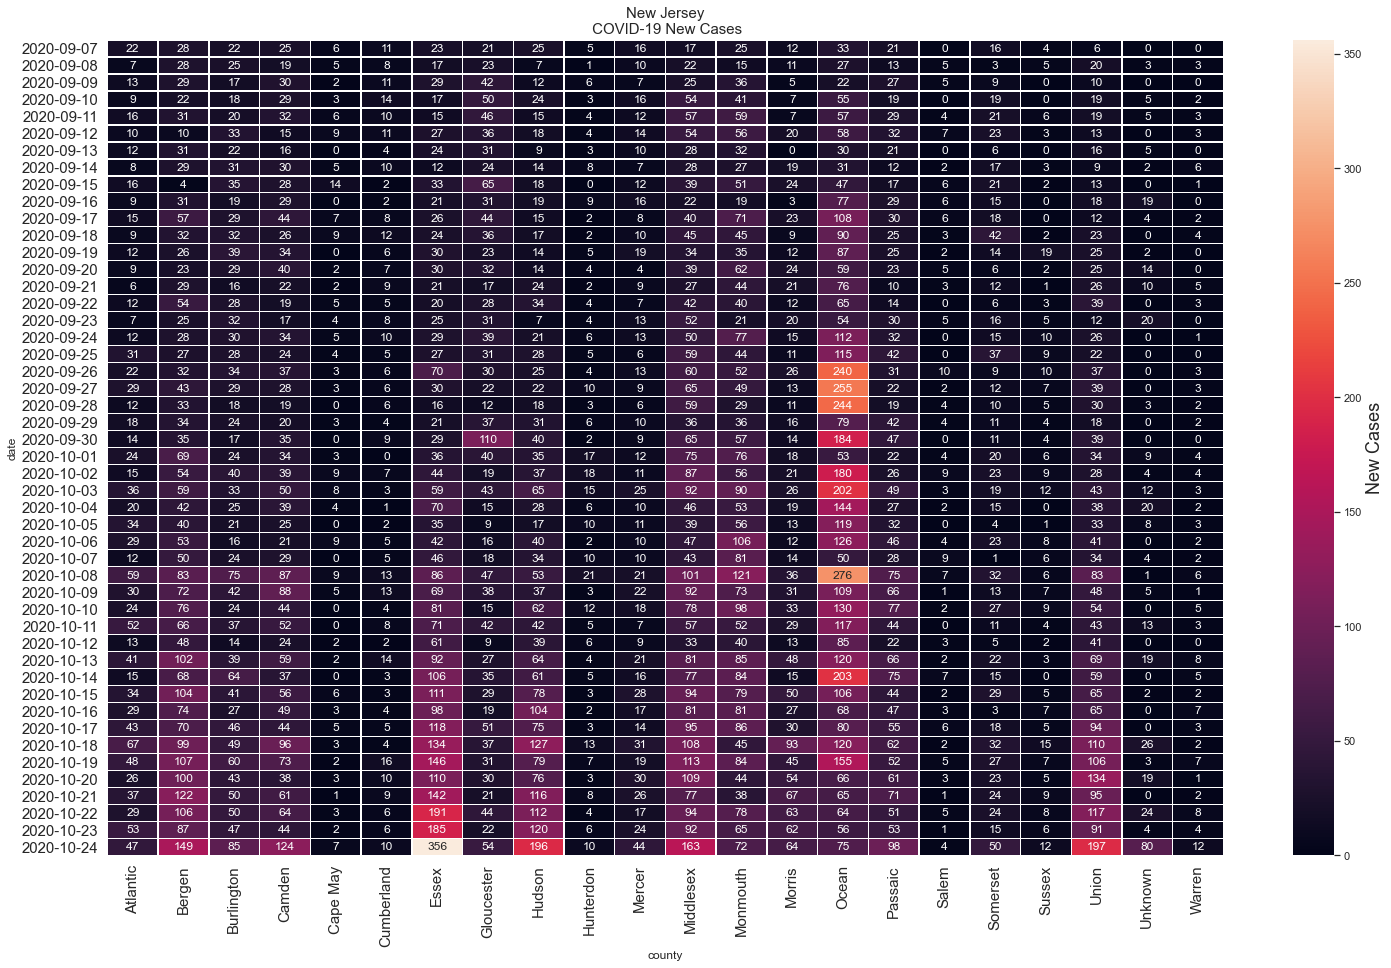 New Jersey
COVID-19 New Cases
2020-09-07 22 28 22 25 6 11 23 21 25 5 16 17 25 12 33 21 0 16 4 6 0 0
2020-09-08 7 28 25 19 5 8 17 23 7 1 10 22 15 11 27 13 5 3 5 20 3 3
2020-09-09 13 29 17 30 2 11 29 42 12 6 7 25 36 5 22 27 5 9 0 10 0 0
2020-09-10 9 22 18 29 3 14 17 50 24 3 16 54 41 7 55 19 0 19 0 19 5 2
2020-09-11 16 31 20 32 6 10 15 46 15 4 12 57 59 7 57 29 4 21 6 19 5 3
2020-09-12 10 10 33 15 9 11 27 36 18 4 14 54 56 20 58 32 7 23 3 13 0 3
2020-09-13 12 31 22 16 0 4 24 31 9 3 10 28 32 0 30 21 0 6 0 16 5 0
2020-09-14 8 29 31 30 5 10 12 24 14 8 7 28 27 19 31 12 2 17 3 9 2 6
2020-09-15 16 4 35 28 14 2 33 65 18 0 12 39 51 24 47 17 6 21 2 13 0 1
2020-09-16 9 31 19 29 0 2 21 31 19 9 16 22 19 3 77 29 6 15 0 18 19 0
2020-09-17 15 57 29 44 7 8 26 44 15 2 8 40 71 23 108 30 6 18 0 12 4 2
2020-09-18 9 32 32 26 9 12 24 36 17 2 10 45 45 9 90 25 3 42 2 23 0 4
2020-09-19 12 26 39 34 0 6 30 23 14 5 19 34 35 12 87 25 2 14 19 25 2 0
2020-09-20 9 23 29 40 2 7 30 32 14 4 4 39 62 24 59 23 5 6 2 25 14 0
2020-09-21 6 29 16 22 2 9 21 17 24 2 9 27 44 21 76 10 3 12 1 26 10 5
2020-09-22 12 54 28 19 5 5 20 28 34 4 7 42 40 12 65 14 0 6 3 39 0 3
2020-09-23 7 25 32 17 4 8 25 31 7 4 13 52 21 20 54 30 5 16 5 12 20 0
2020-09-24 12 28 30 34 5 10 29 39 21 6 13 50 77 15 112 32 0 15 10 26 0 1
2020-09-25 31 27 28 24 4 5 27 31 28 5 6 59 44 11 115 42 0 37 9 22 0 0
2020-09-26 22 32 34 37 3 6 70 30 25 4 13 60 52 26 240 31 10 9 10 37 0 3
2020-09-27 29 43 29 28 3 6 30 22 22 10 9 65 49 13 255 22 2 12 7 39 0 3
2020-09-28 12 33 18 19 0 6 16 12 18 3 6 59 29 11 244 19 4 10 5 30 3 2
2020-09-29 18 34 24 20 3 4 21 37 31 6 10 36 36 16 79 42 4 11 4 18 0 2
2020-09-30 14 35 17 35 0 9 29 110 40 2 9 65 57 14 184 47 0 11 4 39 0 0
2020-10-01 24 69 24 34 3 0 36 40 35 17 12 75 76 18 53 22 4 20 6 34 9 4
2020-10-02 15 54 40 39 9 7 44 19 37 18 11 87 56 21 180 26 9 23 9 28 4 4
2020-10-03 36 59 33 50 8 3 59 43 65 15 25 92 90 26 202 49 3 19 12 43 12 3
2020-10-04 20 42 25 39 4 1 70 15 28 6 10 46 53 19 144 27 2 15 0 38 20 2
2020-10-05 34 40 21 25 0 2 35 9 17 10 11 39 56 13 119 32 0 4 1 33 8 3
2020-10-06 29 53 16 21 9 5 42 16 40 2 10 47 106 12 126 46 4 23 8 41 0 2
2020-10-07 12 50 24 29 0 5 46 18 34 10 10 43 81 14 50 28 9 1 6 34 4 2
2020-10-08 59 83 75 87 9 13 86 47 53 21 21 101 121 36 276 75 7 32 6 83 1 6
2020-10-09 30 72 42 88 5 13 69 38 37 3 22 92 73 31 109 66 1 13 7 48 5 1
2020-10-10 24 76 24 44 0 4 81 15 62 12 18 78 98 33 130 77 2 27 9 54 0 5
2020-10-11 52 66 37 52 0 8 71 42 42 5 7 57 52 29 117 44 0 11 4 43 13 3
2020-10-12 13 48 14 24 2 2 61 9 39 6 9 33 40 13 85 22 3 5 2 41 0 0
2020-10-13 41 102 39 59 2 14 92 27 64 4 21 81 85 48 120 66 2 22 3 69 19 8
2020-10-14 15 68 64 37 0 3 106 35 61 5 16 77 84 15 203 75 7 15 0 59 0 5
2020-10-15 34 104 41 56 6 3 111 29 78 3 28 94 79 50 106 44 2 29 5 65 2 2
2020-10-16 29 74 27 49 3 4 98 19 104 2 17 81 81 27 68 47 3 3 7 65 0 7
2020-10-17 43 70 46 44 5 5 118 51 75 3 14 95 86 30 80 55 6 18 5 94 0 3
2020-10-18 67 99 49 96 3 4 134 37 127 13 31 108 45 93 120 62 2 32 15 110 26 2
2020-10-19 48 107 60 73 2 16 146 31 79 7 19 113 84 45 155 52 5 27 7 106 3 7
2020-10-20 26 100 43 38 3 10 110 30 76 3 30 109 44 54 66 61 3 23 5 134 19 1
2020-10-21 37 122 50 61 1 9 142 21 116 8 26 77 38 67 65 71 1 24 9 95 0 2
2020-10-22 29 106 50 64 3 6 191 44 112 4 17 94 78 63 64 51 5 24 8 117 24 8
2020-10-23 53 87 47 44 2 6 185 22 120 6 24 92 65 62 56 53 1 15 6 91 4 4
2020-10-24 47 149 85 124 7 10 356 54 196 10 44 163 72 64 75 98 4 50 12 197 80 12
Atlantic Bergen Burlington Camden Cape May Cumberland Essex Gloucester Hudson Hunterdon Mercer Middlesex Monmouth Morris Ocean Passaic Salem Somerset Sussex Union Unknown Warren
county
date
350
300
250
200
150
100
50
0
New Cases